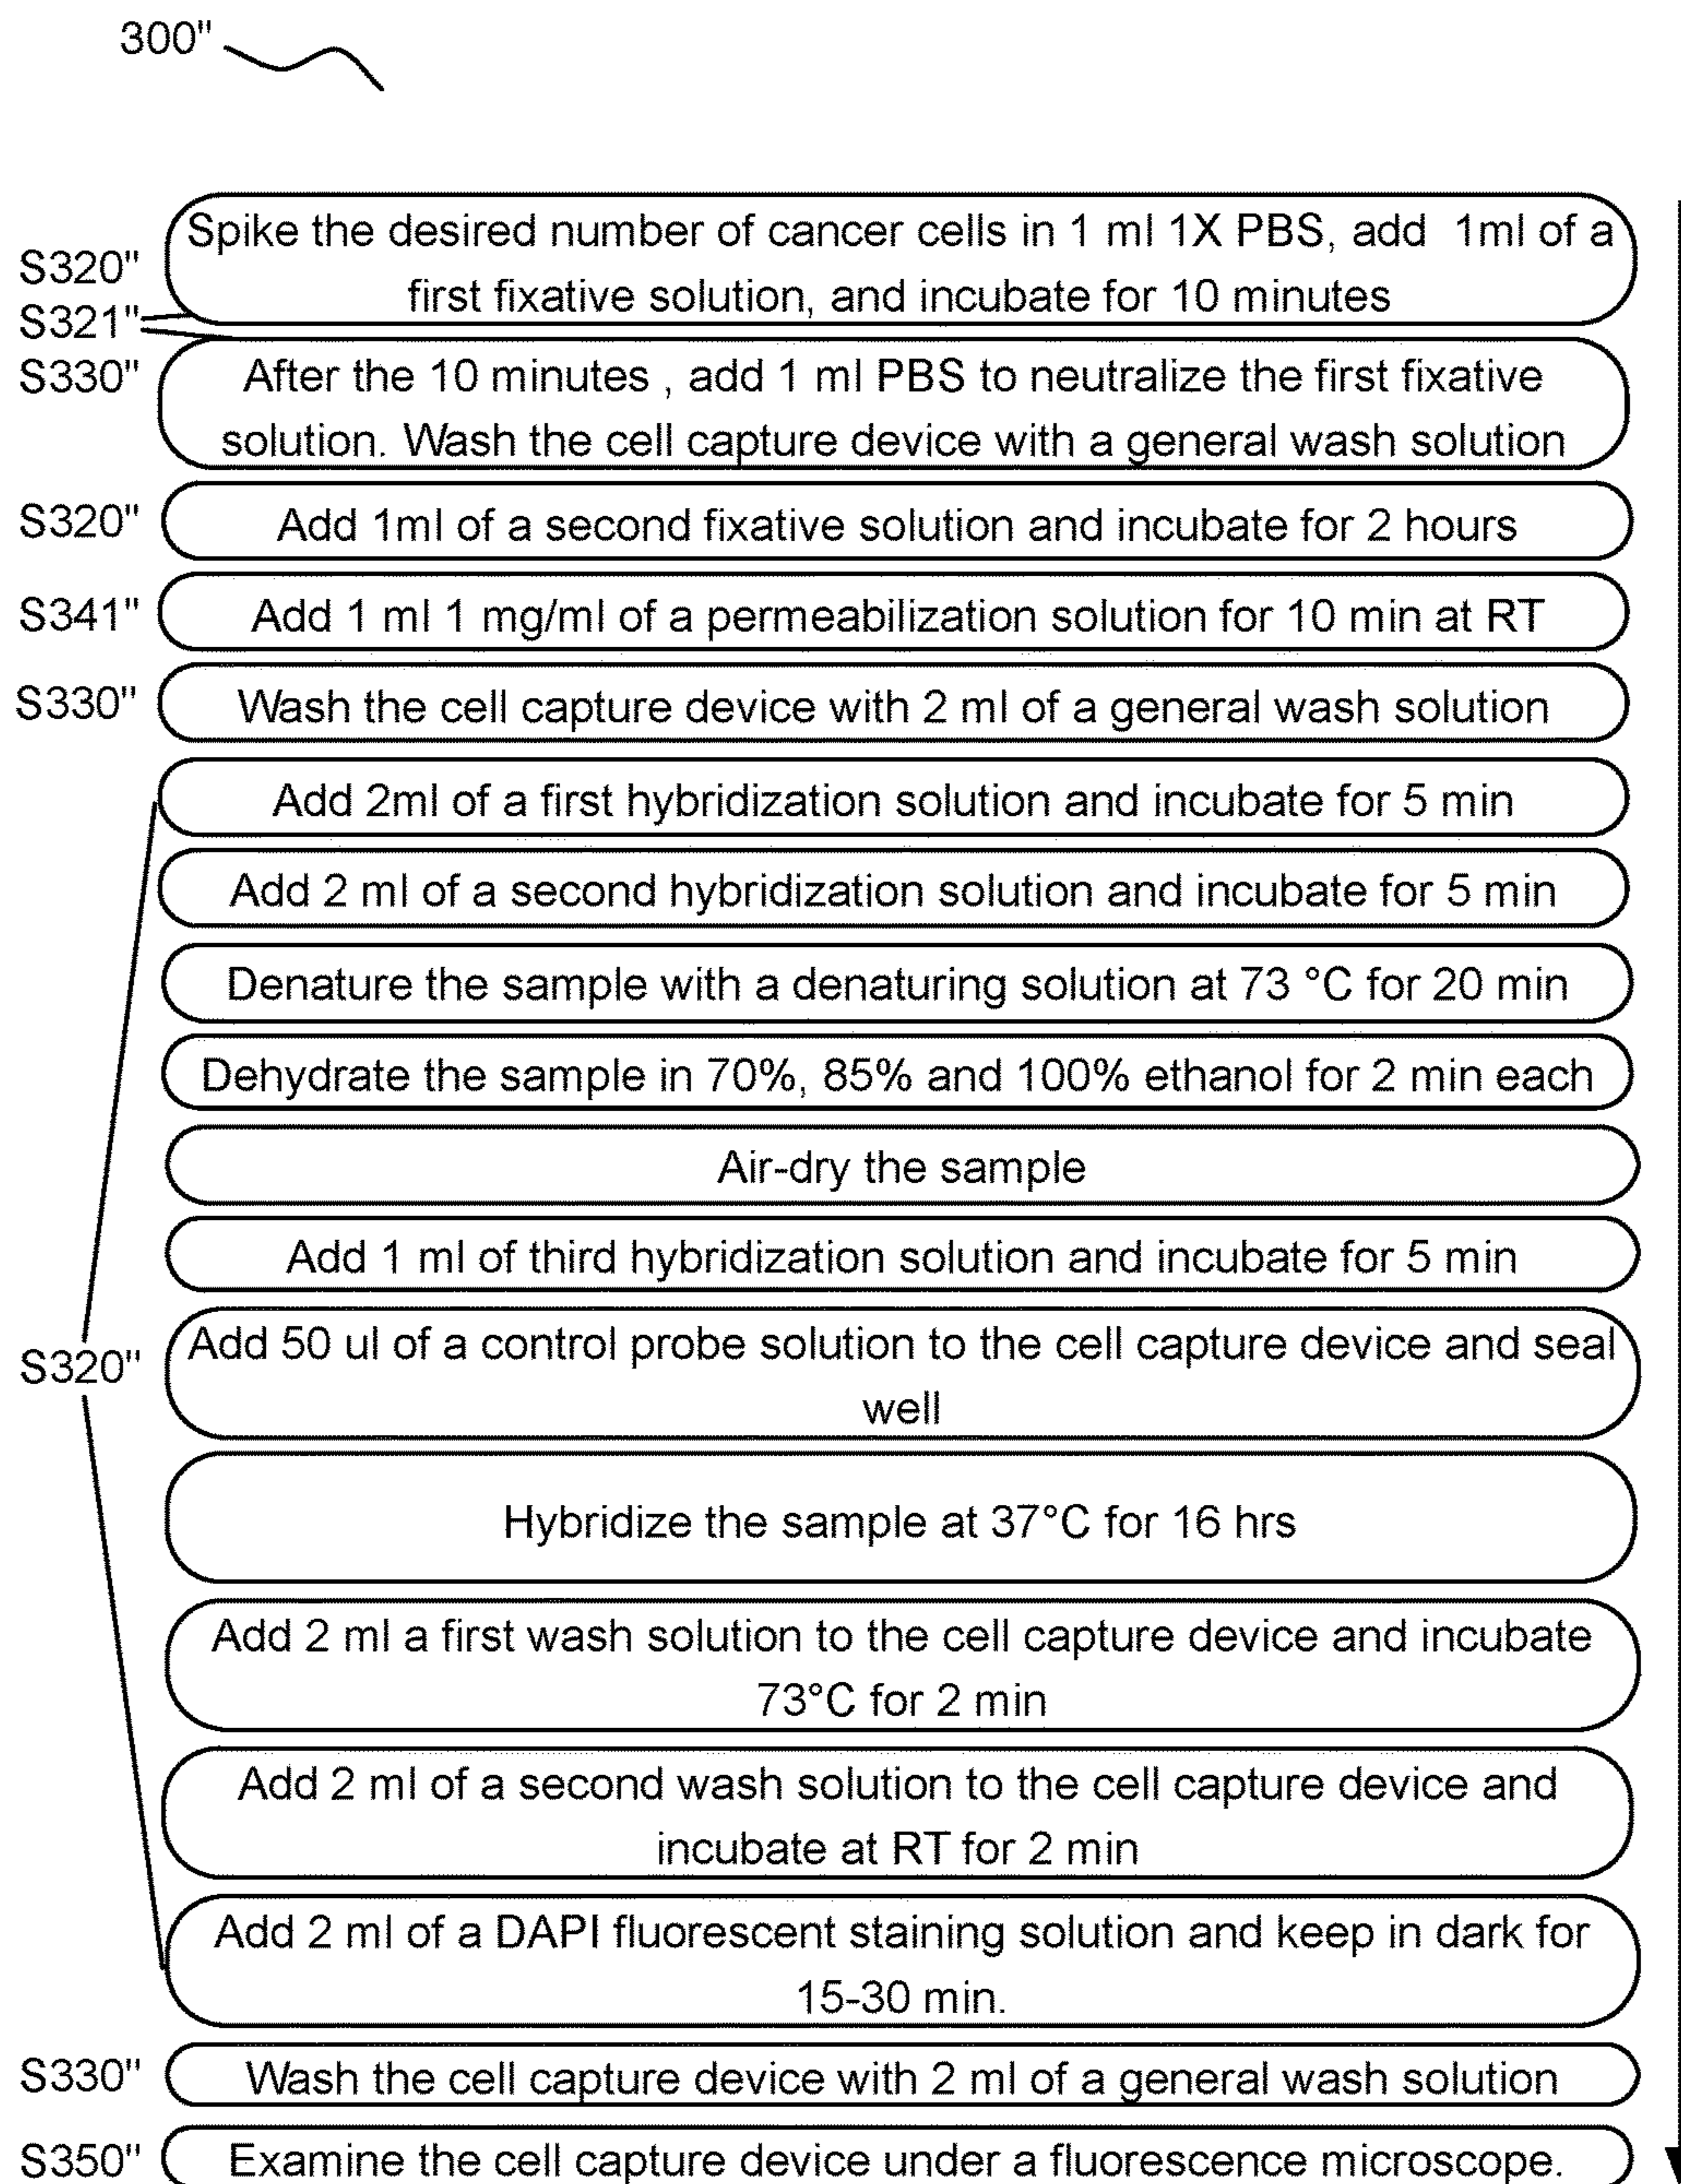 300"
S320"
Spike the desired number of cancer cells in 1 ml 1X PBS, add 1ml of a
first fixative solution, and incubate for 10 minutes
S321"
S330"
After the 10 minutes , add 1 ml PBS to neutralize the first fixative
solution. Wash the cell capture device with a general wash solution
S320" Add 1ml of a second fixative solution and incubate for 2 hours
S341" Add 1 ml 1 mg/ml of a permeabilization solution for 10 min at RT
S330" Wash the cell capture device with 2 ml of a general wash solution
Add 2ml of a first hybridization solution and incubate for 5 min
Add 2 ml of a second hybridization solution and incubate for 5 min
Denature the sample with a denaturing solution at 73 °C for 20 min
Dehydrate the sample in 70%, 85% and 100% ethanol for 2 min each
Air-dry the sample
Add 1 ml of third hybridization solution and incubate for 5 min
S320"
Add 50 ul of a control probe solution to the cell capture device and seal
well
Hybridize the sample at 37°C for 16 hrs
Add 2 ml a first wash solution to the cell capture device and incubate
73°C for 2 min
Add 2 ml of a second wash solution to the cell capture device and
incubate at RT for 2 min
Add 2 ml of a DAPI fluorescent staining solution and keep in dark for
15-30 min.
S330" Wash the cell capture device with 2 ml of a general wash solution
S350" Examine the cell capture device under a fluorescence microscope.